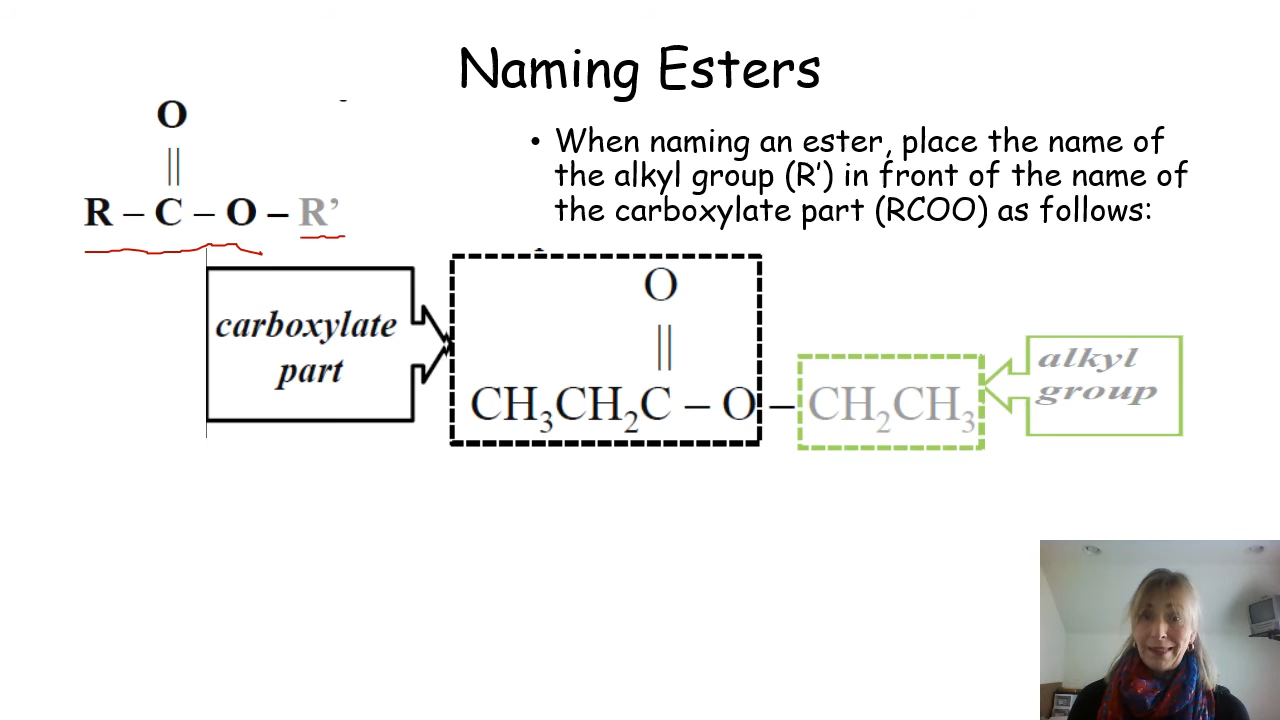 Naming Esters
O
||
R – C – O – R’
• When naming an ester, place the name of
the alkyl group (R’) in front of the name of
the carboxylate part (RCOO) as follows:
carboxylate
part
O
||
CH₃CH₂C – O – CH₂CH₃
alkyl
group